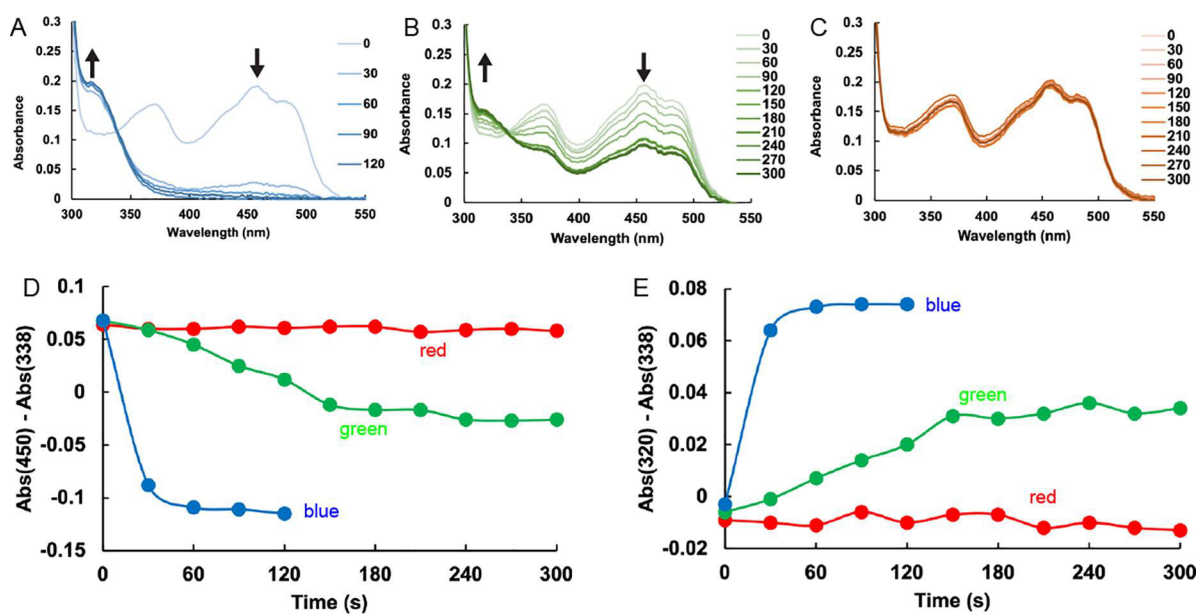 A
0.3
0.25
0.2
0.15
0.1
0.05
0
Absorbance
300 350 400 450 500 550
Wavelength (nm)
0
30
60
90
120
B
0.3
0.25
0.2
0.15
0.1
0.05
0
Absorbance
300 350 400 450 500 550
Wavelength (nm)
0
30
60
90
120
150
180
210
240
270
300
C
0.3
0.25
0.2
0.15
0.1
0.05
0
Absorbance
300 350 400 450 500 550
Wavelength (nm)
0
30
60
90
120
150
180
210
240
270
300
D
0.1
0.05
0
-0.05
-0.1
-0.15
Abs(450) - Abs(338)
red
green
blue
0 60 120 180 240 300
Time (s)
E
0.08
0.06
0.04
0.02
0
-0.02
Abs(320) - Abs(338)
blue
green
red
0 60 120 180 240 300
Time (s)